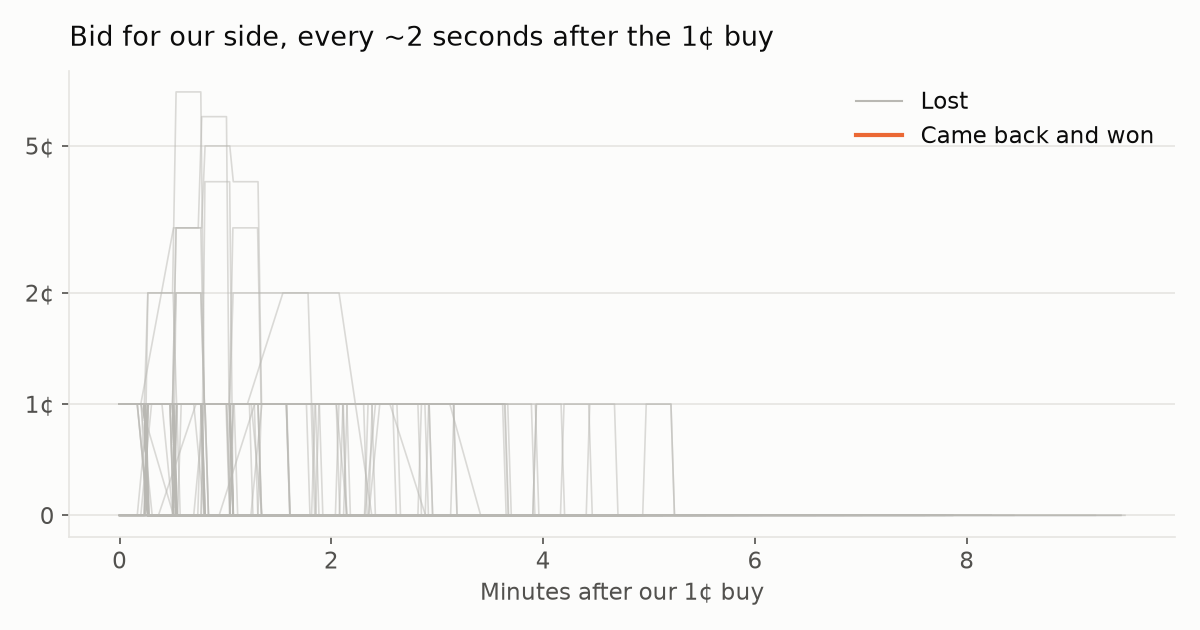 Bid for our side, every ~2 seconds after the 1¢ buy
Lost
Came back and won
5¢
2¢
1¢
0
0 2 4 6 8
Minutes after our 1¢ buy